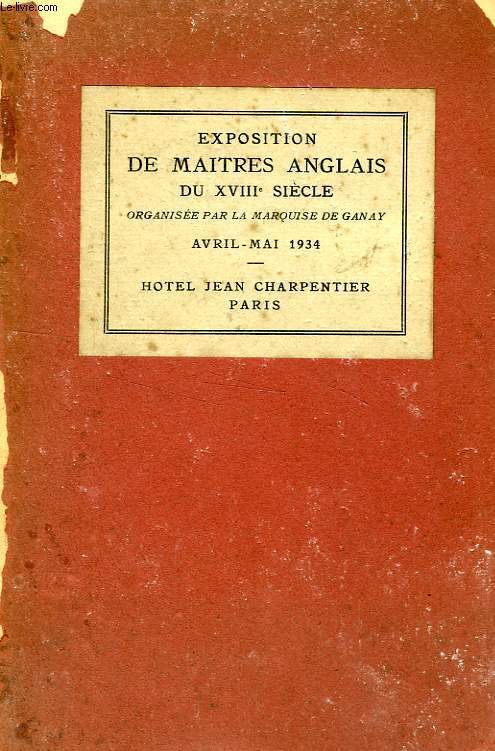 Le-livre.com
EXPOSITION
DE MAITRES ANGLAIS
DU XVIIIe SIÈCLE
ORGANISÉE PAR LA MARQUISE DE GANAY
AVRIL-MAI 1934
HOTEL JEAN CHARPENTIER
PARIS